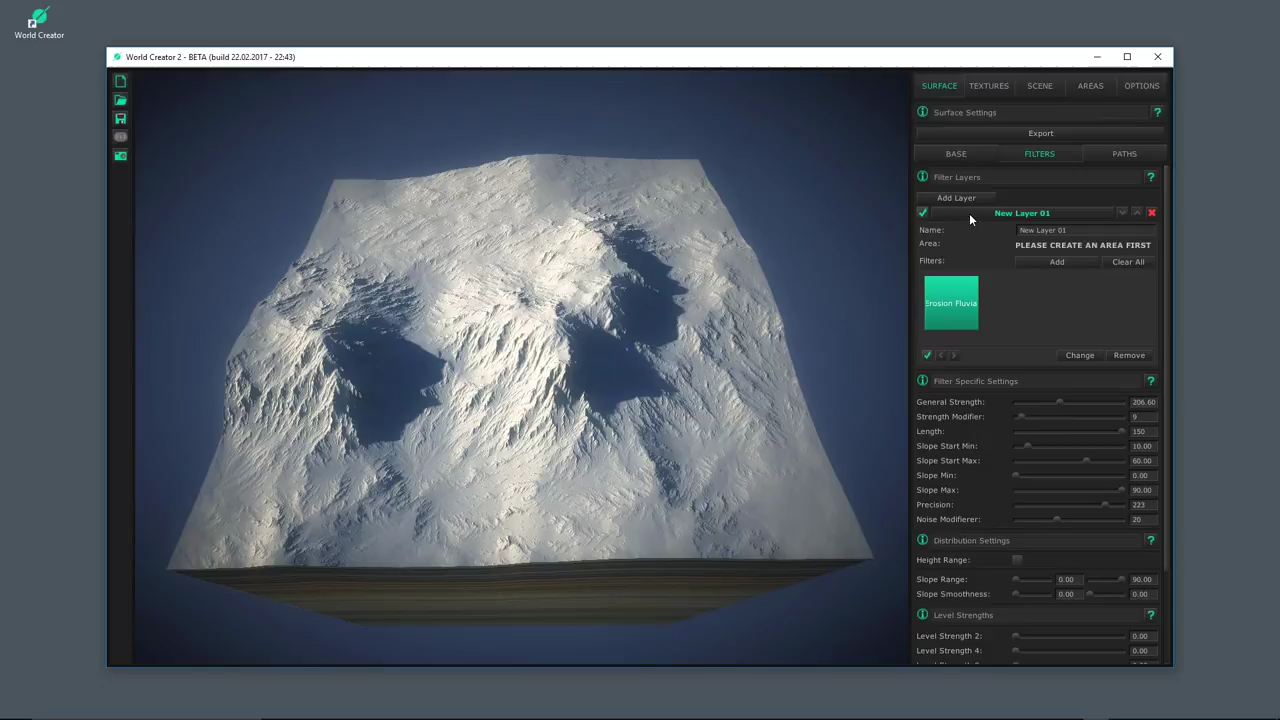 World Creator
World Creator 2 - BETA (build 22.02.2017 - 22:43)
SURFACE TEXTURES SCENE AREAS OPTIONS
Surface Settings ?
Export
BASE FILTERS PATHS
Filter Layers ?
Add Layer
New Layer 01
Name: New Layer 01
Area: PLEASE CREATE AN AREA FIRST
Filters: Add Clear All
Erosion Fluvia
Change Remove
Filter Specific Settings ?
General Strength: 206.60
Strength Modifier: 9
Length: 150
Slope Start Min: 10.00
Slope Start Max: 60.00
Slope Min: 0.00
Slope Max: 90.00
Precision: 223
Noise Modifierer: 20
Distribution Settings ?
Height Range:
Slope Range: 0.00 90.00
Slope Smoothness: 0.00 0.00
Level Strengths ?
Level Strength 2: 0.00
Level Strength 4: 0.00